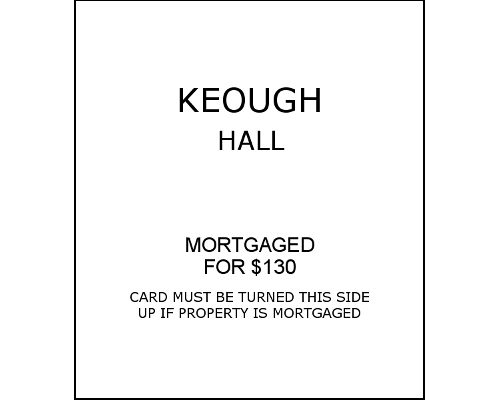 KEOUGH
HALL
MORTGAGED
FOR $130
CARD MUST BE TURNED THIS SIDE
UP IF PROPERTY IS MORTGAGED